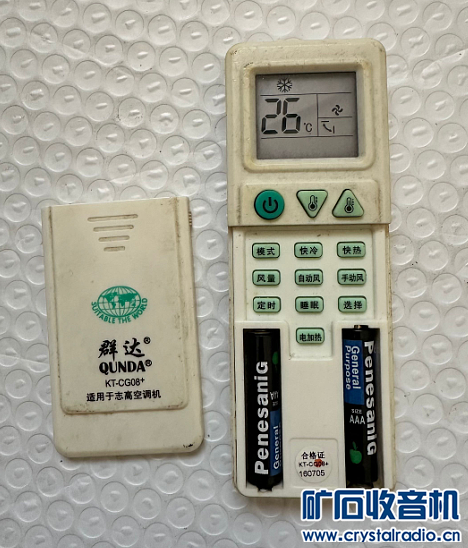 26℃
模式 快冷 快热
风量 自动风 手动风
定时 睡眠 选择
电加热
SUITABLE THE WORLD
群达®
QUNDA®
KT-CG08+
适用于志高空调机
PenesaniG
General
PenesaniG
General
Purpose
SIZE
AAA
合格证
KT-CG08+
160705
矿石收音机
www.crystalradio.cn